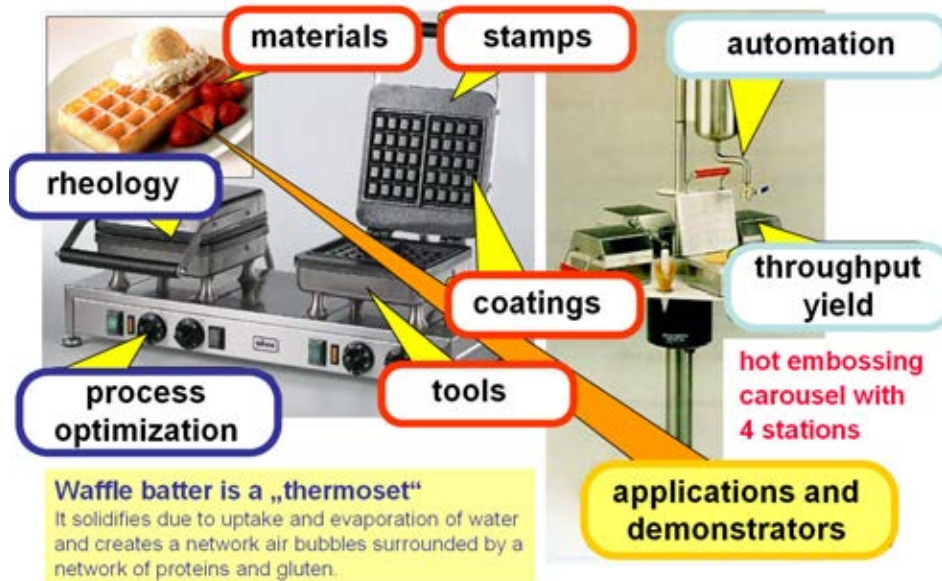 materials
stamps
automation
rheology
coatings
throughput
yield
process
optimization
tools
hot embossing
carousel with
4 stations
Waffle batter is a „thermoset“
It solidifies due to uptake and evaporation of water
and creates a network air bubbles surrounded by a
network of proteins and gluten.
applications and
demonstrators